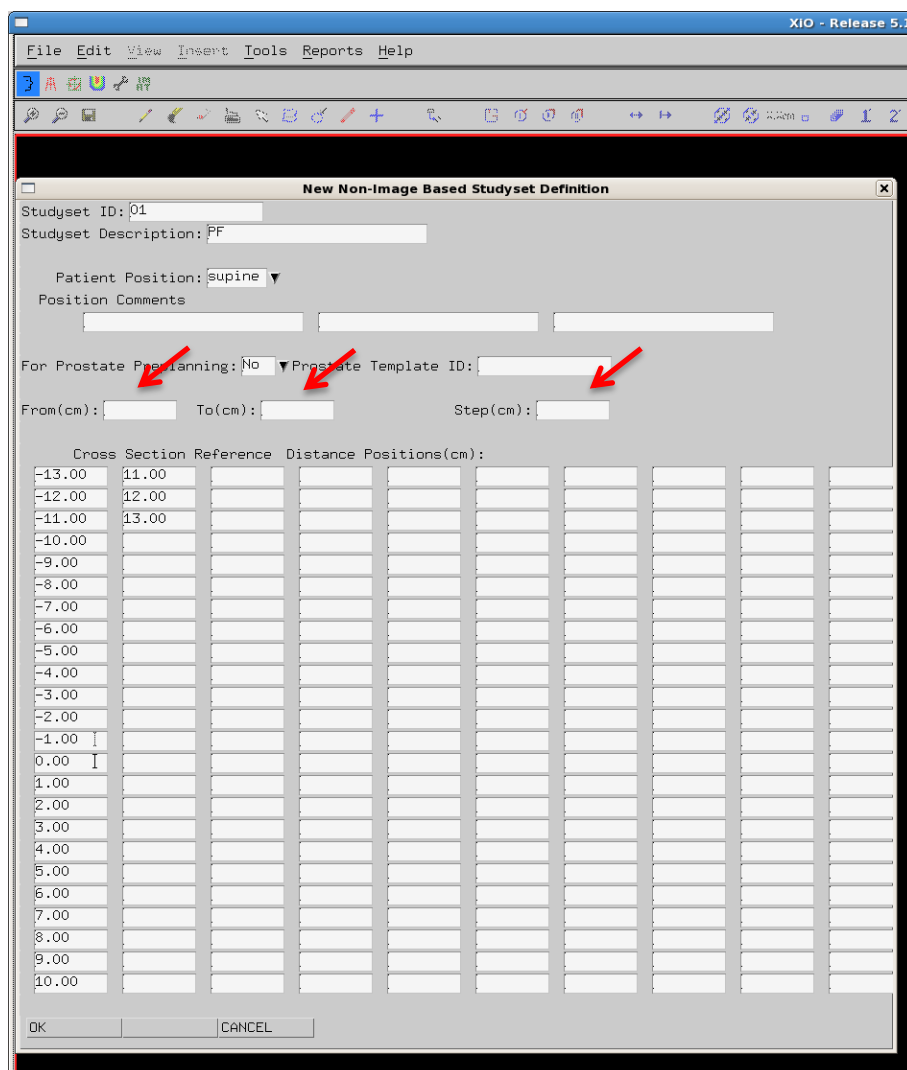 XiO - Release 5.
File Edit View Insert Tools Reports Help
New Non-Image Based Studyset Definition
Studyset ID: 01
Studyset Description: PF
Patient Position: supine
Position Comments
For Prostate Preplanning: No Prostate Template ID:
From(cm): To(cm): Step(cm):
Cross Section Reference Distance Positions(cm):
-13.00 11.00
-12.00 12.00
-11.00 13.00
-10.00
-9.00
-8.00
-7.00
-6.00
-5.00
-4.00
-3.00
-2.00
-1.00
0.00
1.00
2.00
3.00
4.00
5.00
6.00
7.00
8.00
9.00
10.00
OK CANCEL